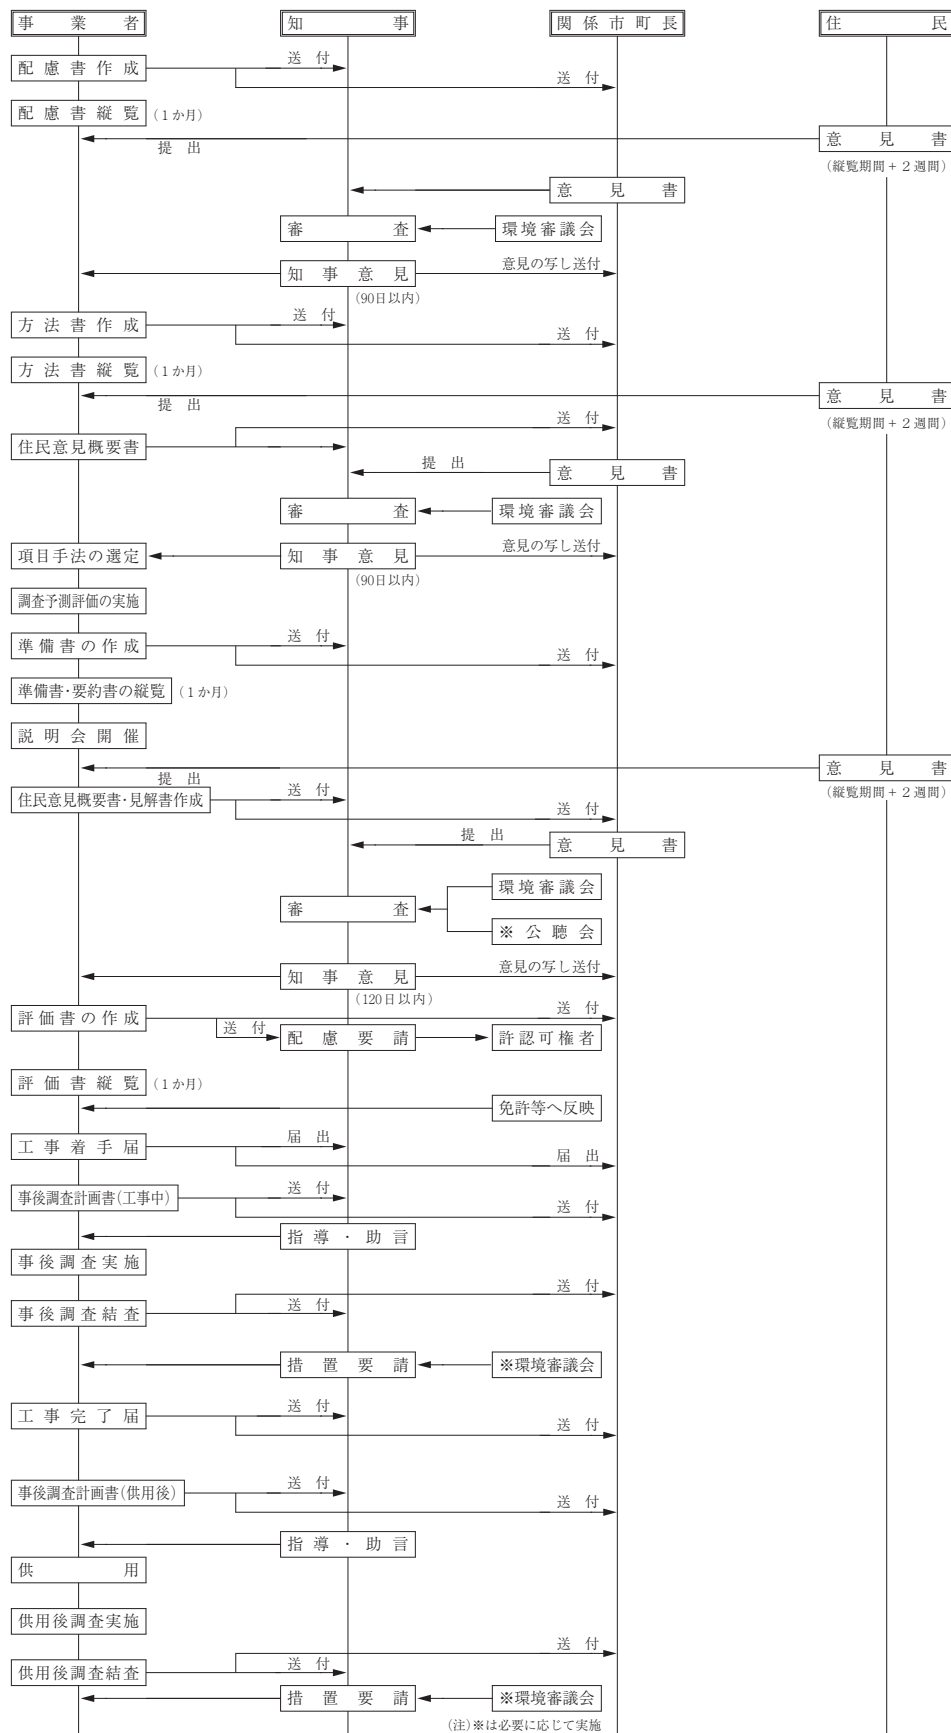 事業者 知事 関係市町長 住民
送付
配慮書作成
送付
配慮書縦覧 (1か月)
意見書
提出
(縦覧期間+2週間)
意見書
審査 環境審議会
意見の写し送付
知事意見
(90日以内)
送付
方法書作成
送付
方法書縦覧 (1か月)
意見書
提出
送付
(縦覧期間+2週間)
住民意見概要書
提出
意見書
審査 環境審議会
意見の写し送付
項目手法の選定 知事意見
(90日以内)
調査予測評価の実施
送付
準備書の作成
送付
準備書・要約書の縦覧 (1か月)
説明会開催
意見書
提出
送付
(縦覧期間+2週間)
住民意見概要書・見解書作成
送付
提出
意見書
環境審議会
審査
※公聴会
意見の写し送付
知事意見
(120日以内)
送付
評価書の作成
送付
配慮要請 許認可権者
評価書縦覧 (1か月)
免許等へ反映
届出
工事着手届
届出
送付
事後調査計画書(工事中)
送付
指導・助言
事後調査実施
送付
送付
事後調査結査
措置要請 ※環境審議会
送付
工事完了届
送付
送付
事後調査計画書(供用後)
送付
指導・助言
供用
供用後調査実施
送付
送付
供用後調査結査
措置要請 ※環境審議会
(注)※は必要に応じて実施